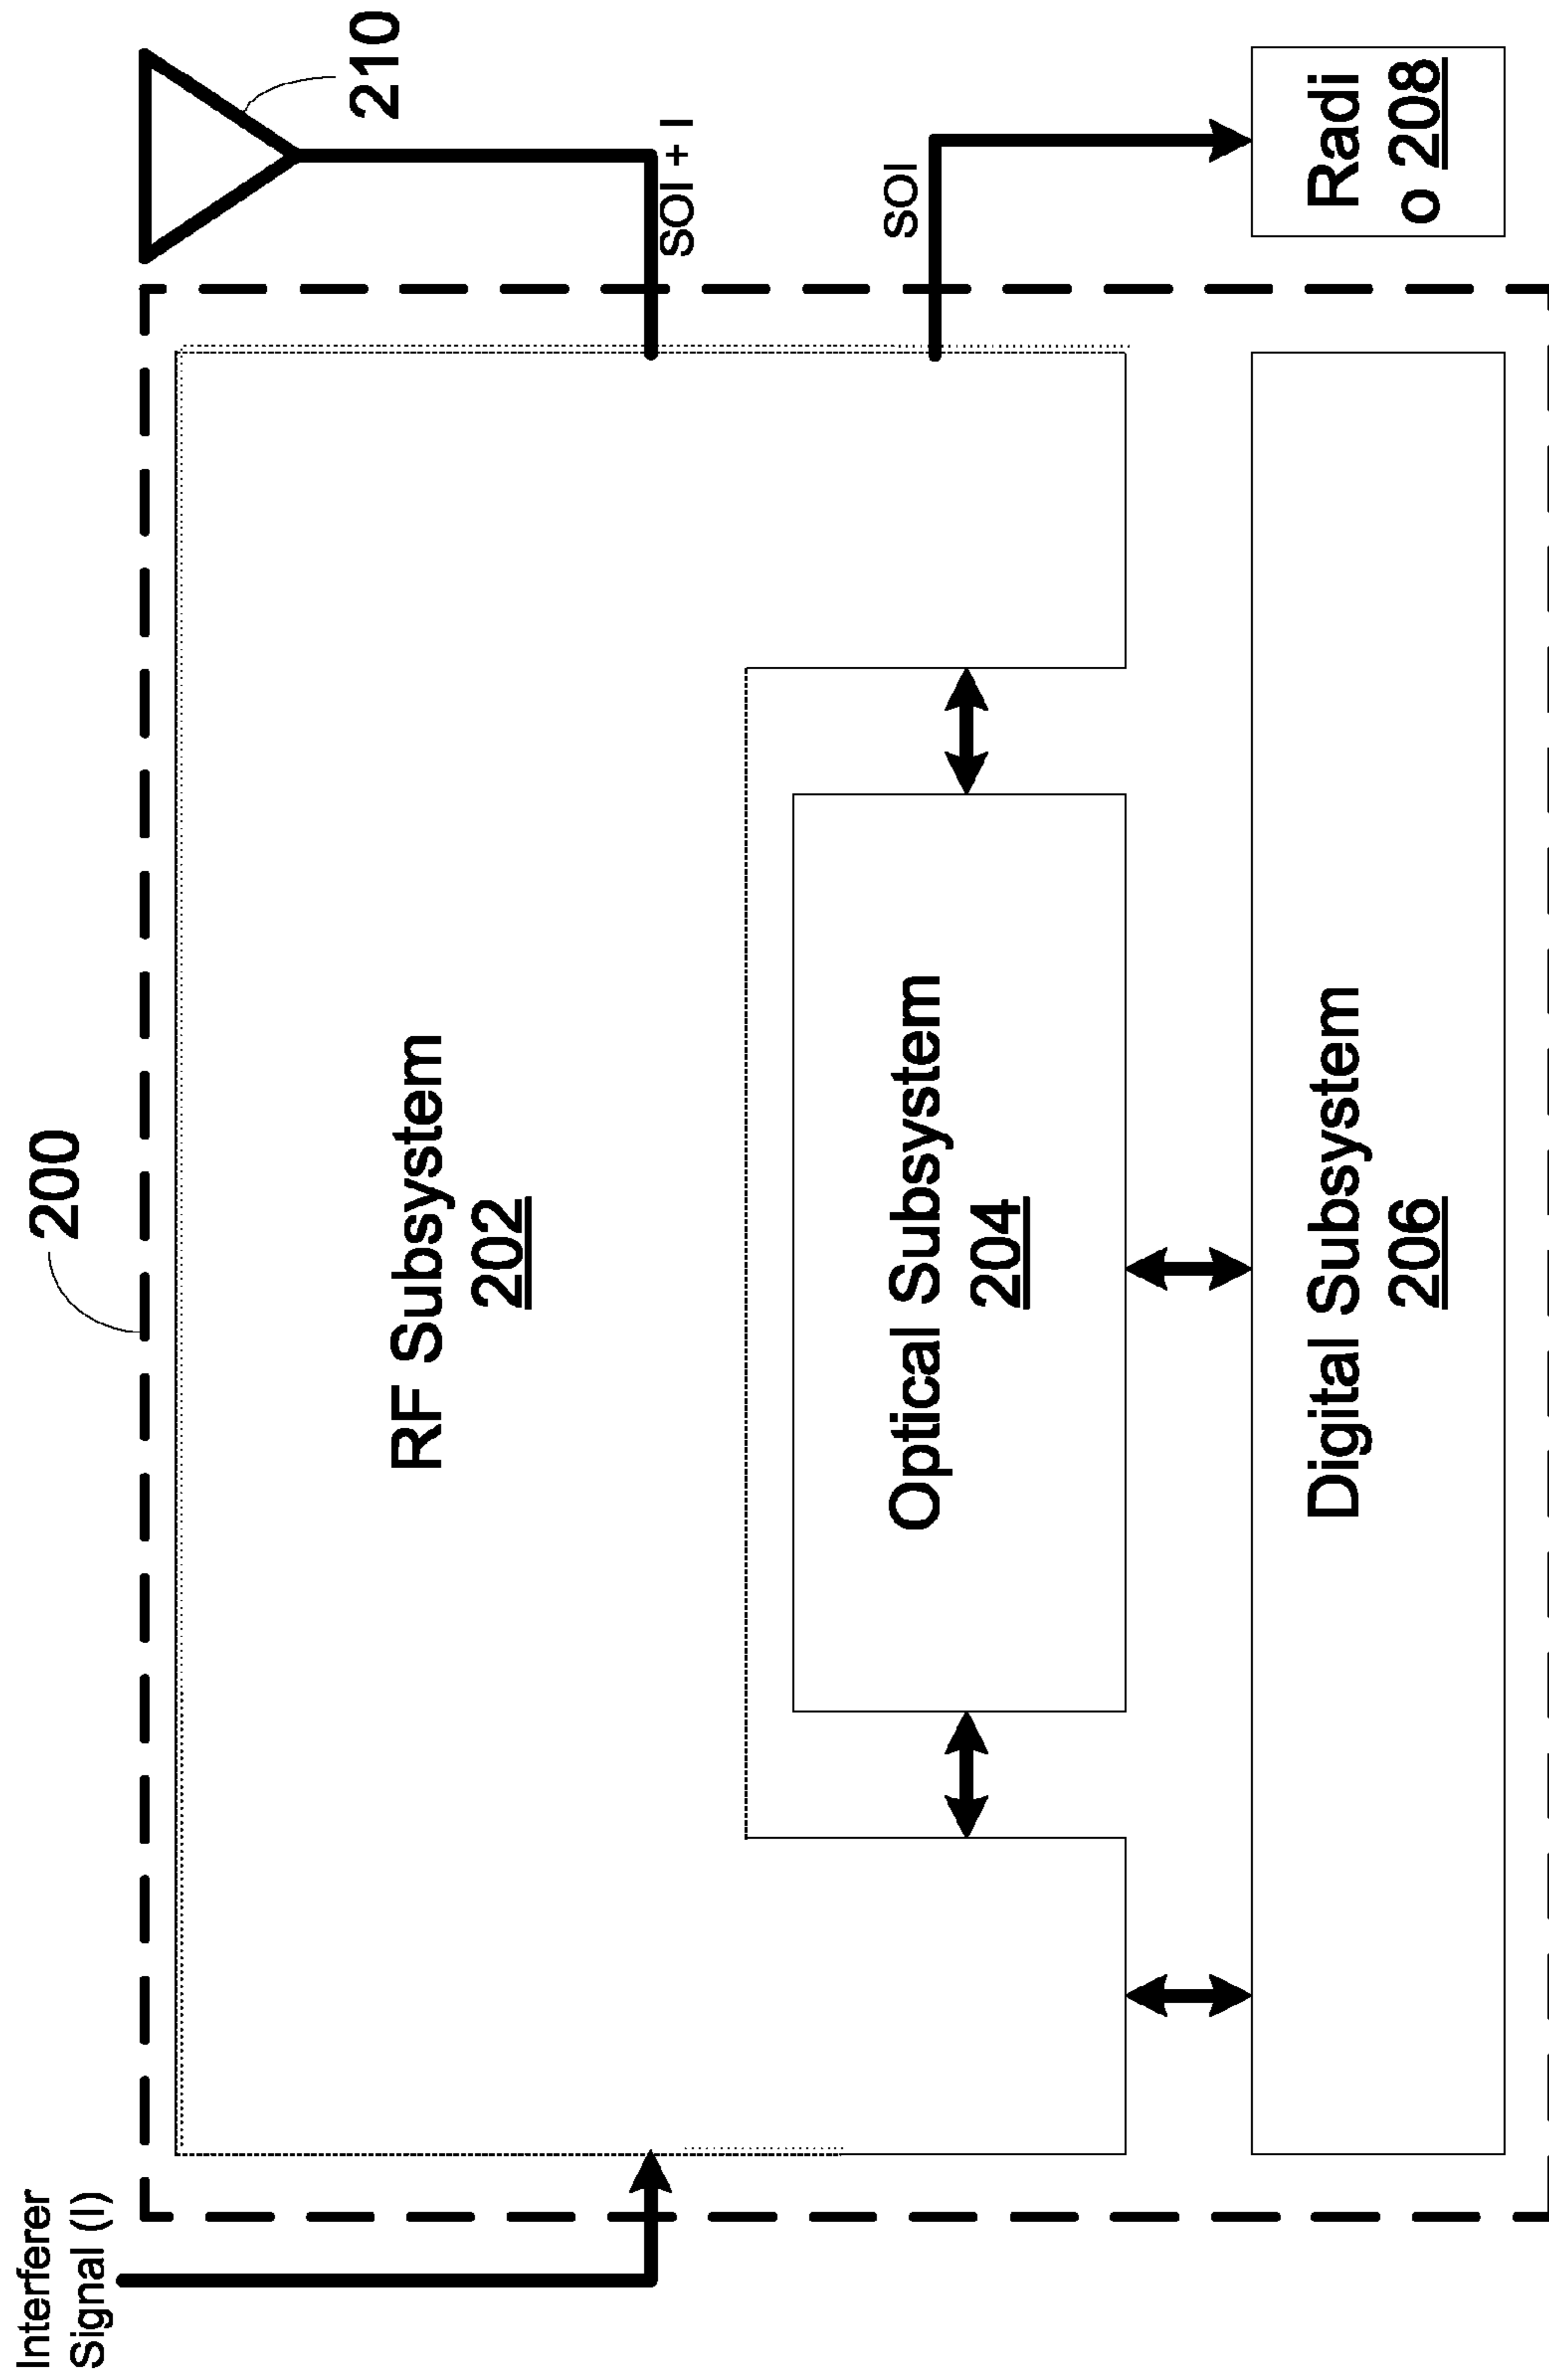 200
Interferer
Signal (I)
210
RF Subsystem
202
SOI + I
SOI
Optical Subsystem
204
Digital Subsystem
206
Radi
o 208